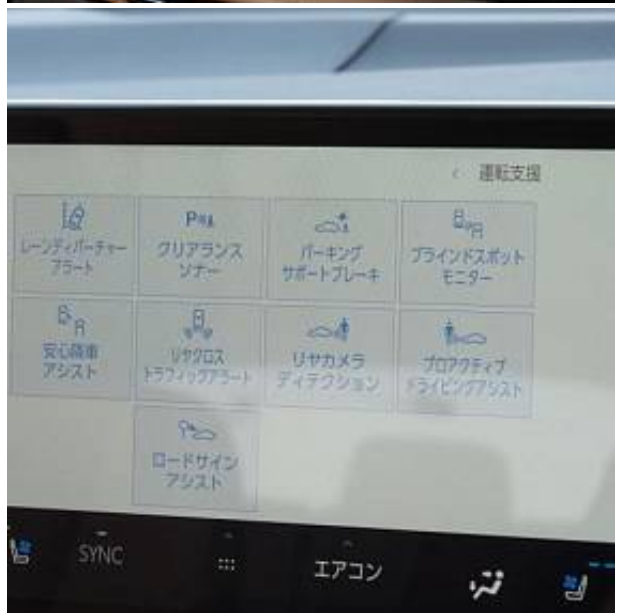 < 運転支援
レーンディパーチャー
アラート
P
クリアランス
ソナー
パーキング
サポートブレーキ
ブラインドスポット
モニター
安心降車
アシスト
リヤクロス
トラフィックアラート
リヤカメラ
ディテクション
プロアクティブ
ドライビングアシスト
ロードサイン
アシスト
SYNC
エアコン